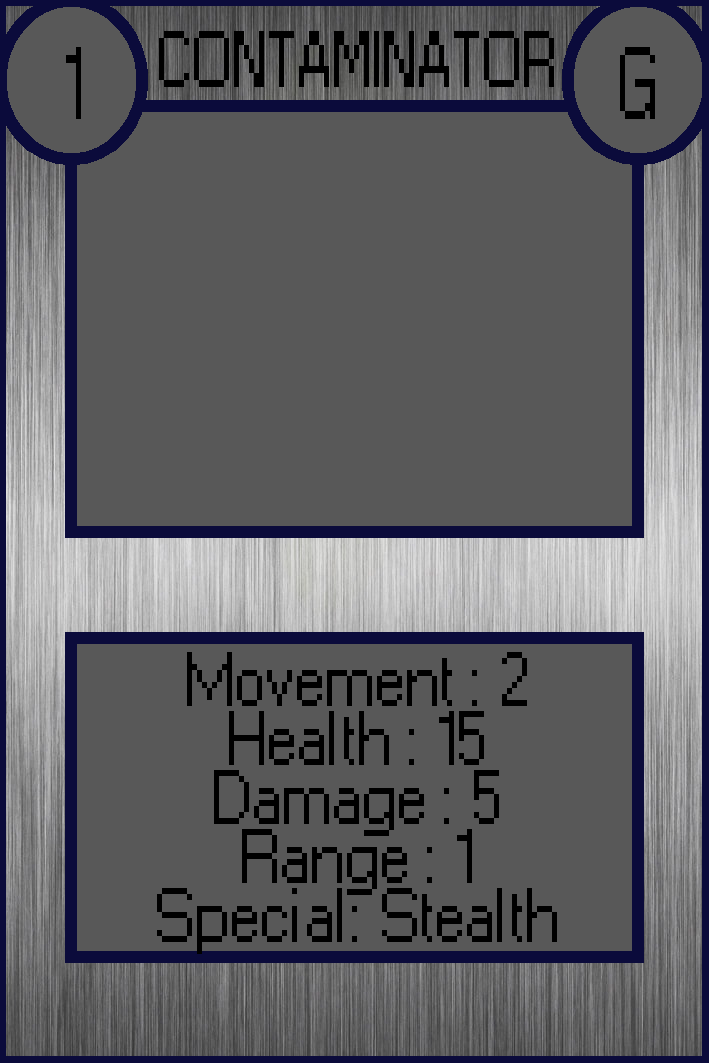 1
CONTAMINATOR
G
Movement : 2
Health : 15
Damage : 5
Range : 1
Special: Stealth